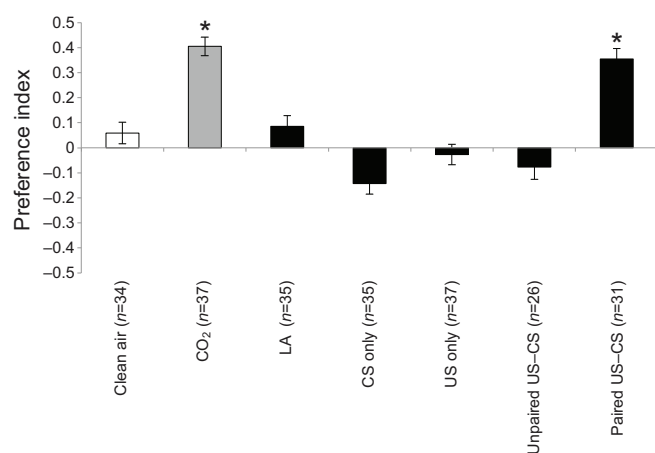 0.5
0.4
0.3
0.2
0.1
0
–0.1
–0.2
–0.3
–0.4
–0.5
Preference index
*
*
Clean air (n=34)
CO₂ (n=37)
LA (n=35)
CS only (n=35)
US only (n=37)
Unpaired US–CS (n=26)
Paired US–CS (n=31)